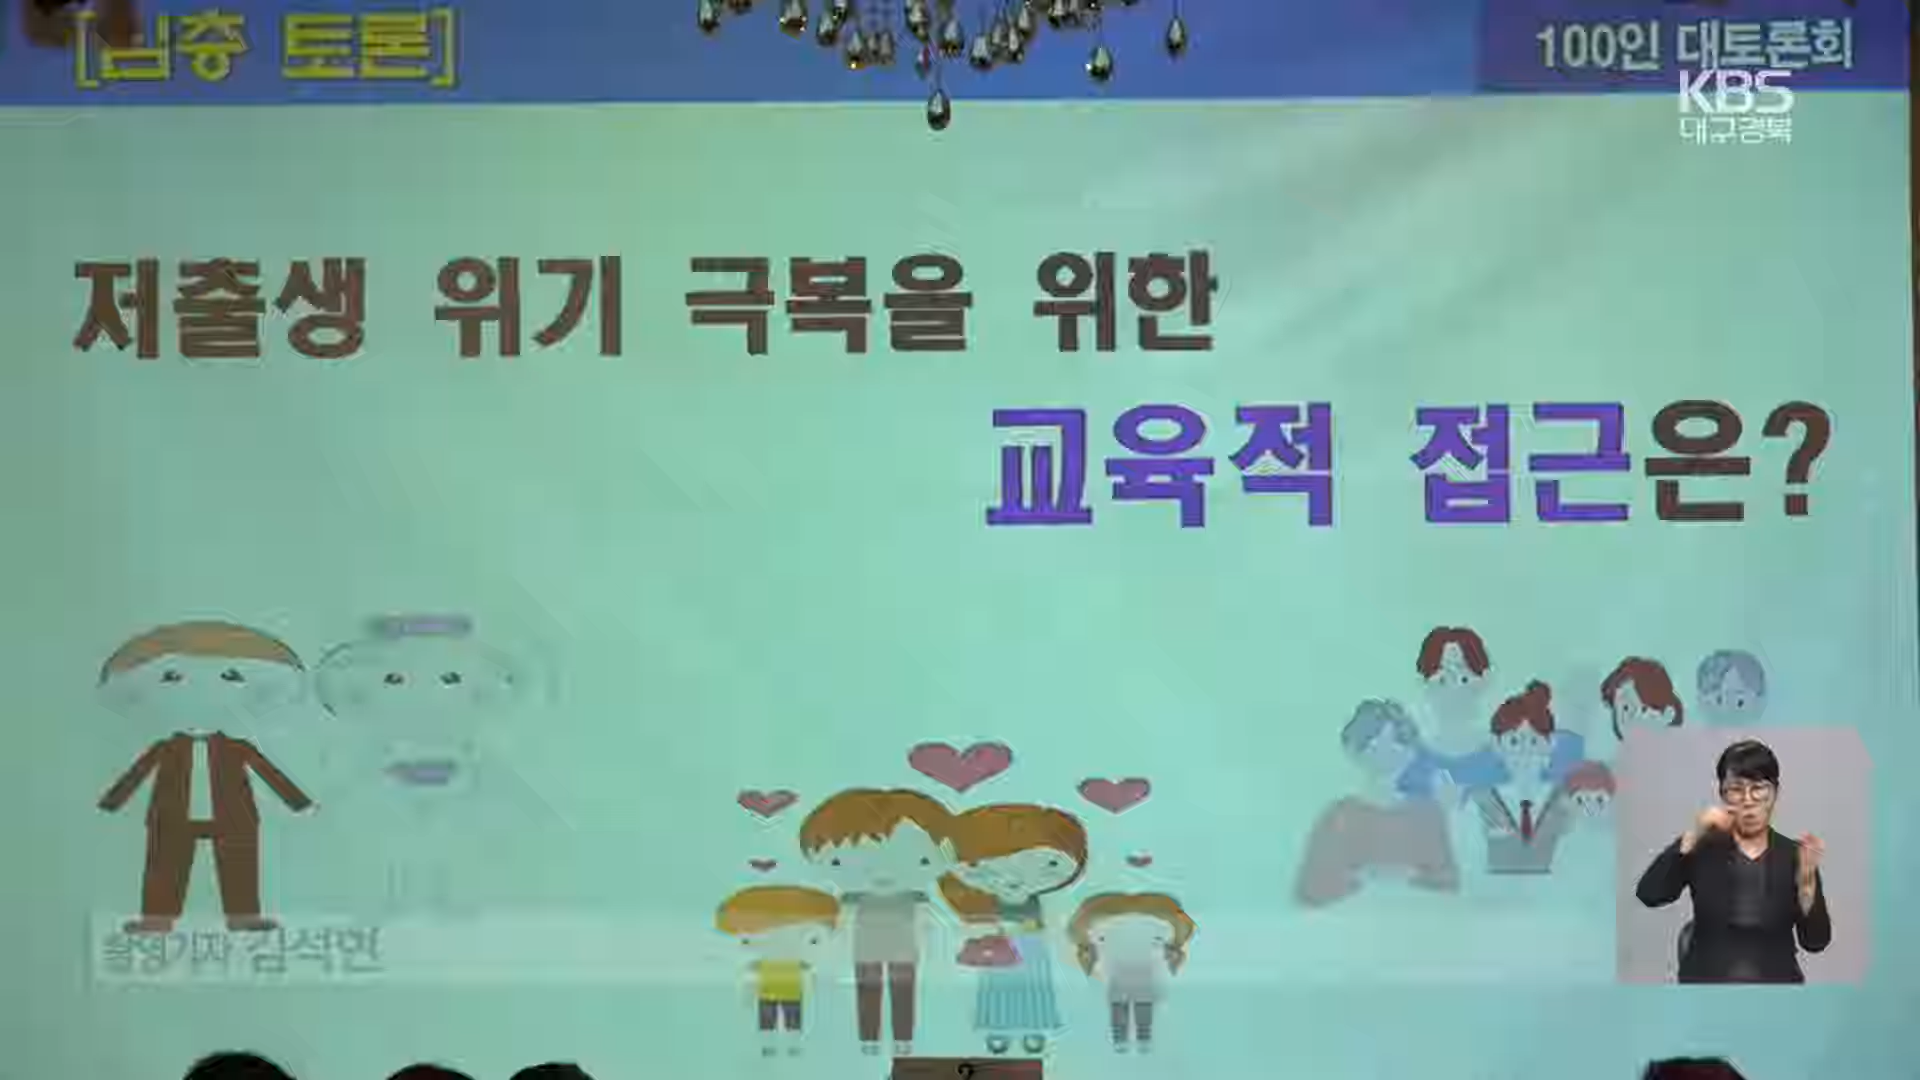 [심층 토론]
100인 대토론회
KBS
대구경북
저출생 위기 극복을 위한
교육적 접근은?
촬영기자 김석현
2